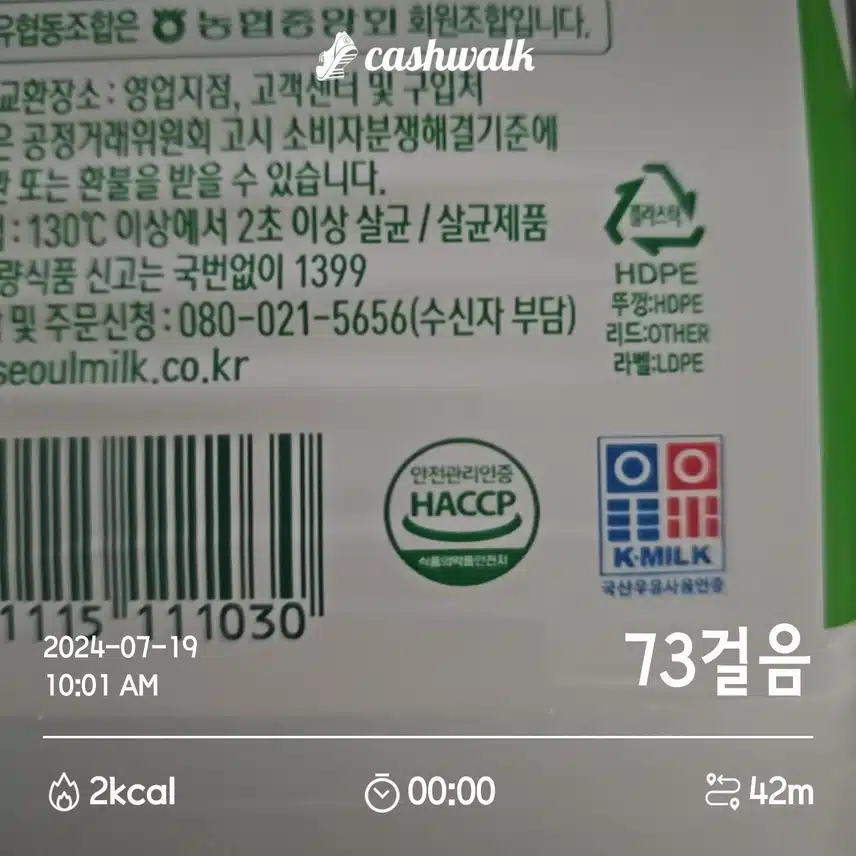 유협동조합은 농협중앙회 회원조합입니다.
cashwalk
교환장소 : 영업지점, 고객센터 및 구입처
은 공정거래위원회 고시 소비자분쟁해결기준에
또는 환불을 받을 수 있습니다.
: 130℃ 이상에서 2초 이상 살균 / 살균제품
량식품 신고는 국번없이 1399
및 주문신청 : 080-021-5656(수신자 부담)
seoulmilk.co.kr
플라스틱
HDPE
뚜껑:HDPE
리드:OTHER
라벨:LDPE
안전관리인증
HACCP
식품의약품안전처
K·MILK
국산우유사용인증
1115 111030
2024-07-19
10:01 AM
73걸음
2kcal
00:00
42m